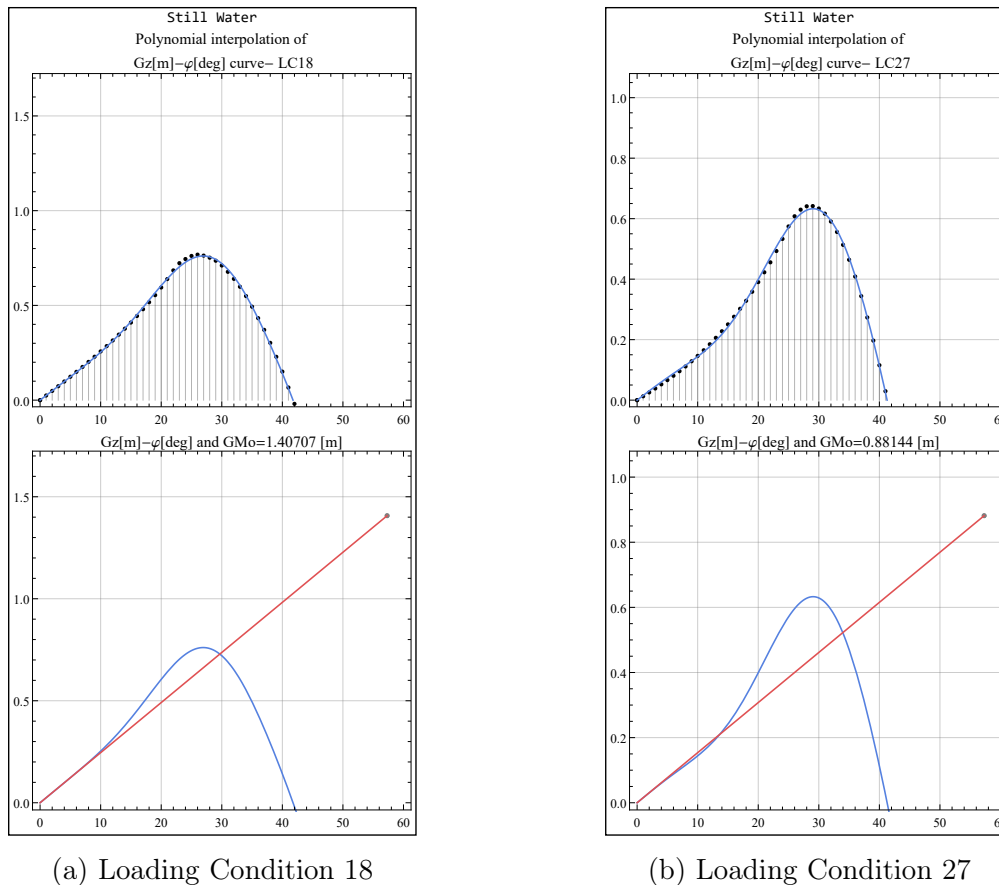 Still Water
Polynomial interpolation of
Gz[m]−φ[deg] curve− LC18
1.5
1.0
0.5
0.0
0 10 20 30 40 50 60
Gz[m]−φ[deg] and GMo=1.40707 [m]
1.5
1.0
0.5
0.0
0 10 20 30 40 50 60
(a) Loading Condition 18
Still Water
Polynomial interpolation of
Gz[m]−φ[deg] curve− LC27
1.0
0.8
0.6
0.4
0.2
0.0
0 10 20 30 40 50 60
Gz[m]−φ[deg] and GMo=0.88144 [m]
1.0
0.8
0.6
0.4
0.2
0.0
0 10 20 30 40 50 60
(b) Loading Condition 27